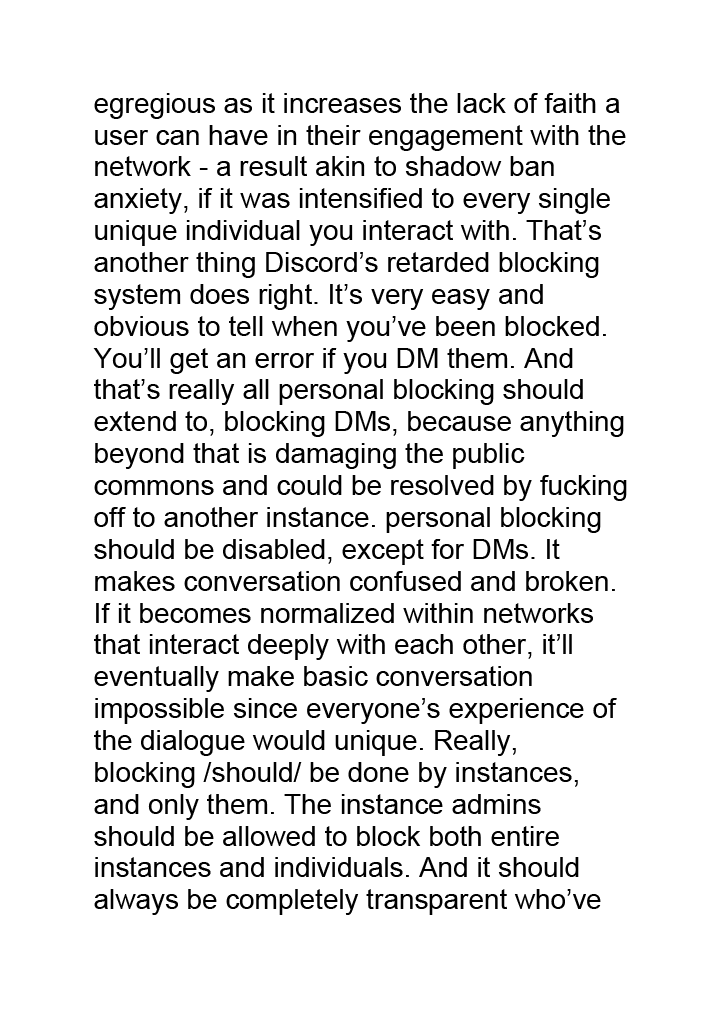 egregious as it increases the lack of faith a
user can have in their engagement with the
network - a result akin to shadow ban
anxiety, if it was intensified to every single
unique individual you interact with. That’s
another thing Discord’s retarded blocking
system does right. It’s very easy and
obvious to tell when you’ve been blocked.
You’ll get an error if you DM them. And
that’s really all personal blocking should
extend to, blocking DMs, because anything
beyond that is damaging the public
commons and could be resolved by fucking
off to another instance. personal blocking
should be disabled, except for DMs. It
makes conversation confused and broken.
If it becomes normalized within networks
that interact deeply with each other, it’ll
eventually make basic conversation
impossible since everyone’s experience of
the dialogue would unique. Really,
blocking /should/ be done by instances,
and only them. The instance admins
should be allowed to block both entire
instances and individuals. And it should
always be completely transparent who’ve